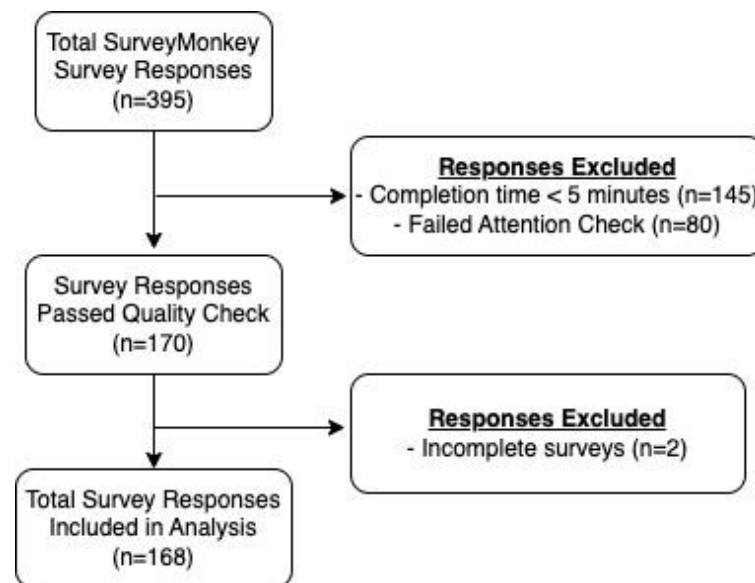 Total SurveyMonkey
Survey Responses
(n=395)
Responses Excluded
- Completion time < 5 minutes (n=145)
- Failed Attention Check (n=80)
Survey Responses
Passed Quality Check
(n=170)
Responses Excluded
- Incomplete surveys (n=2)
Total Survey Responses
Included in Analysis
(n=168)